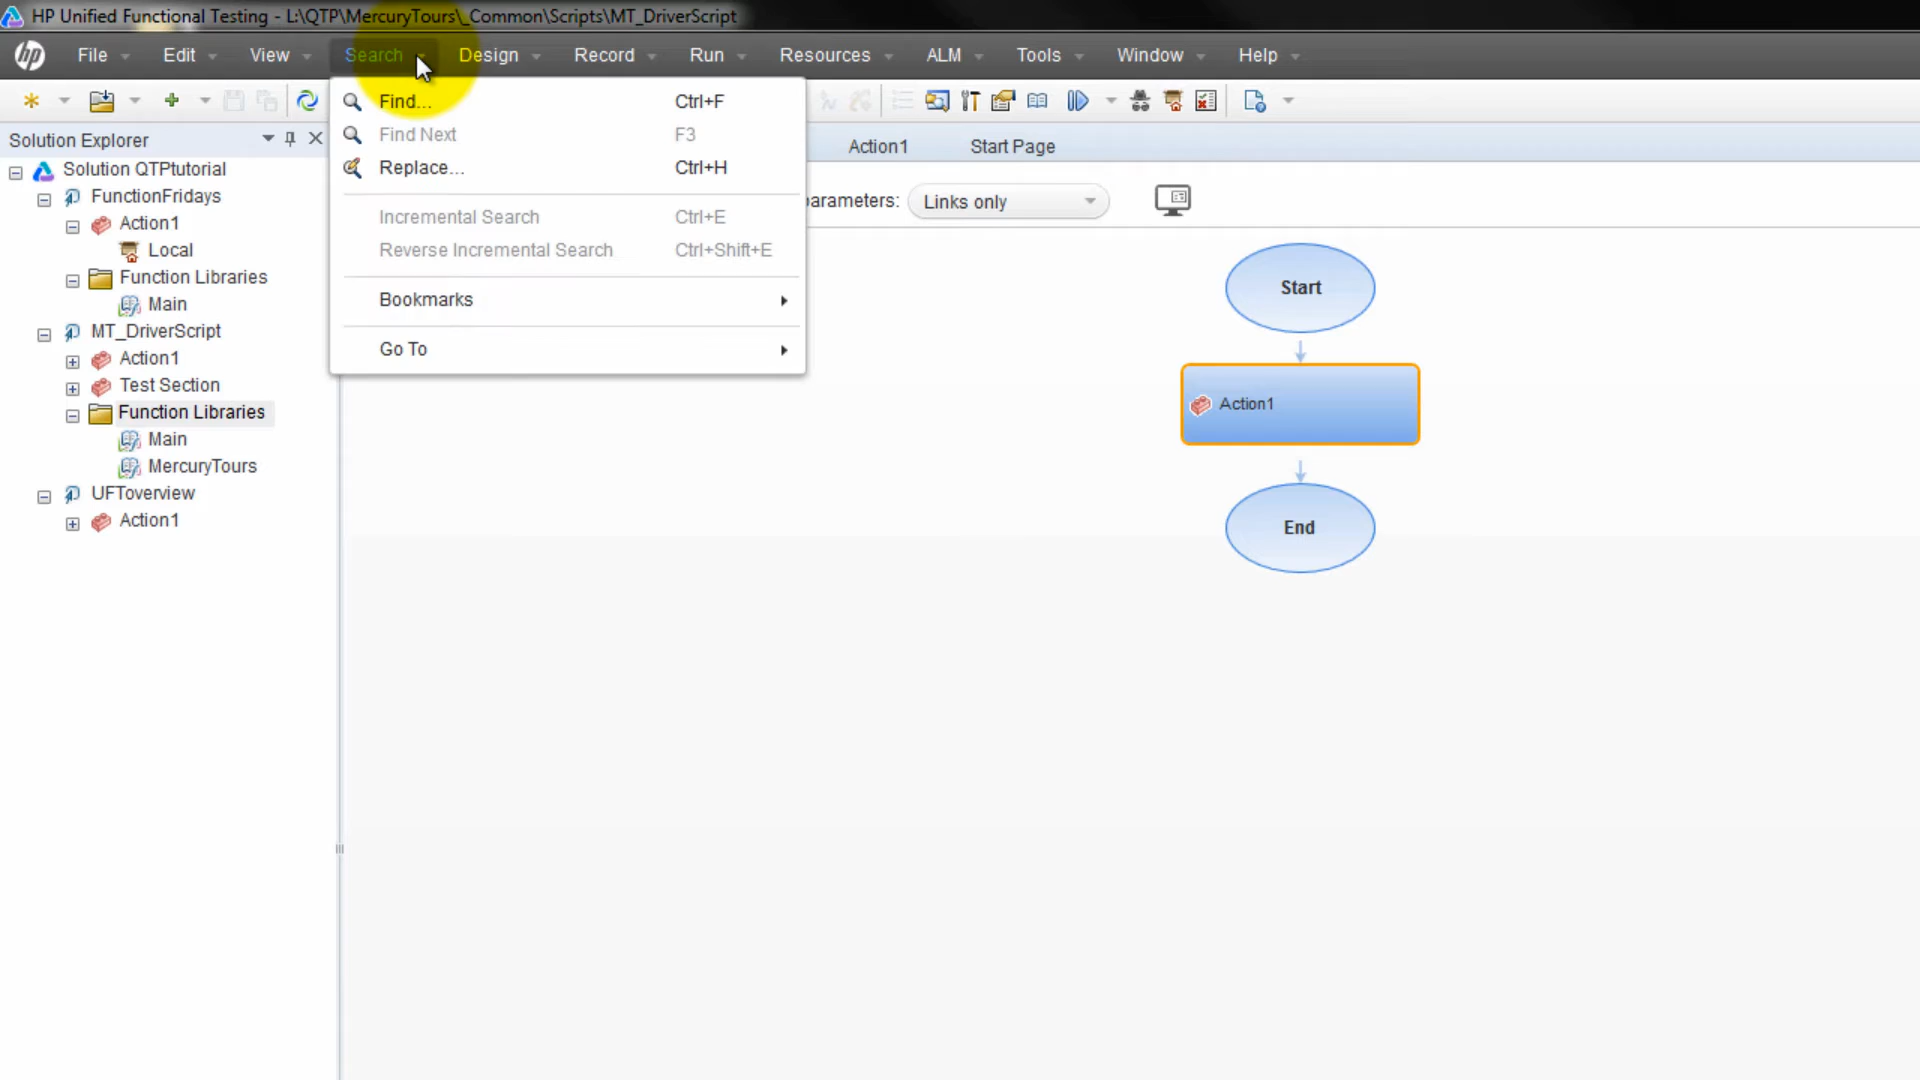 HP Unified Functional Testing - L:\QTP\MercuryTours\_Common\Scripts\MT_DriverScript
hp File Edit View Search Design Record Run Resources ALM Tools Window Help
Find... Ctrl+F
Find Next F3
Replace... Ctrl+H
Incremental Search Ctrl+E
Reverse Incremental Search Ctrl+Shift+E
Bookmarks
Go To
Solution Explorer
Solution QTPtutorial
FunctionFridays
Action1
Local
Function Libraries
Main
MT_DriverScript
Action1
Test Section
Function Libraries
Main
MercuryTours
UFToverview
Action1
Action1 Start Page
arameters: Links only
Start
Action1
End